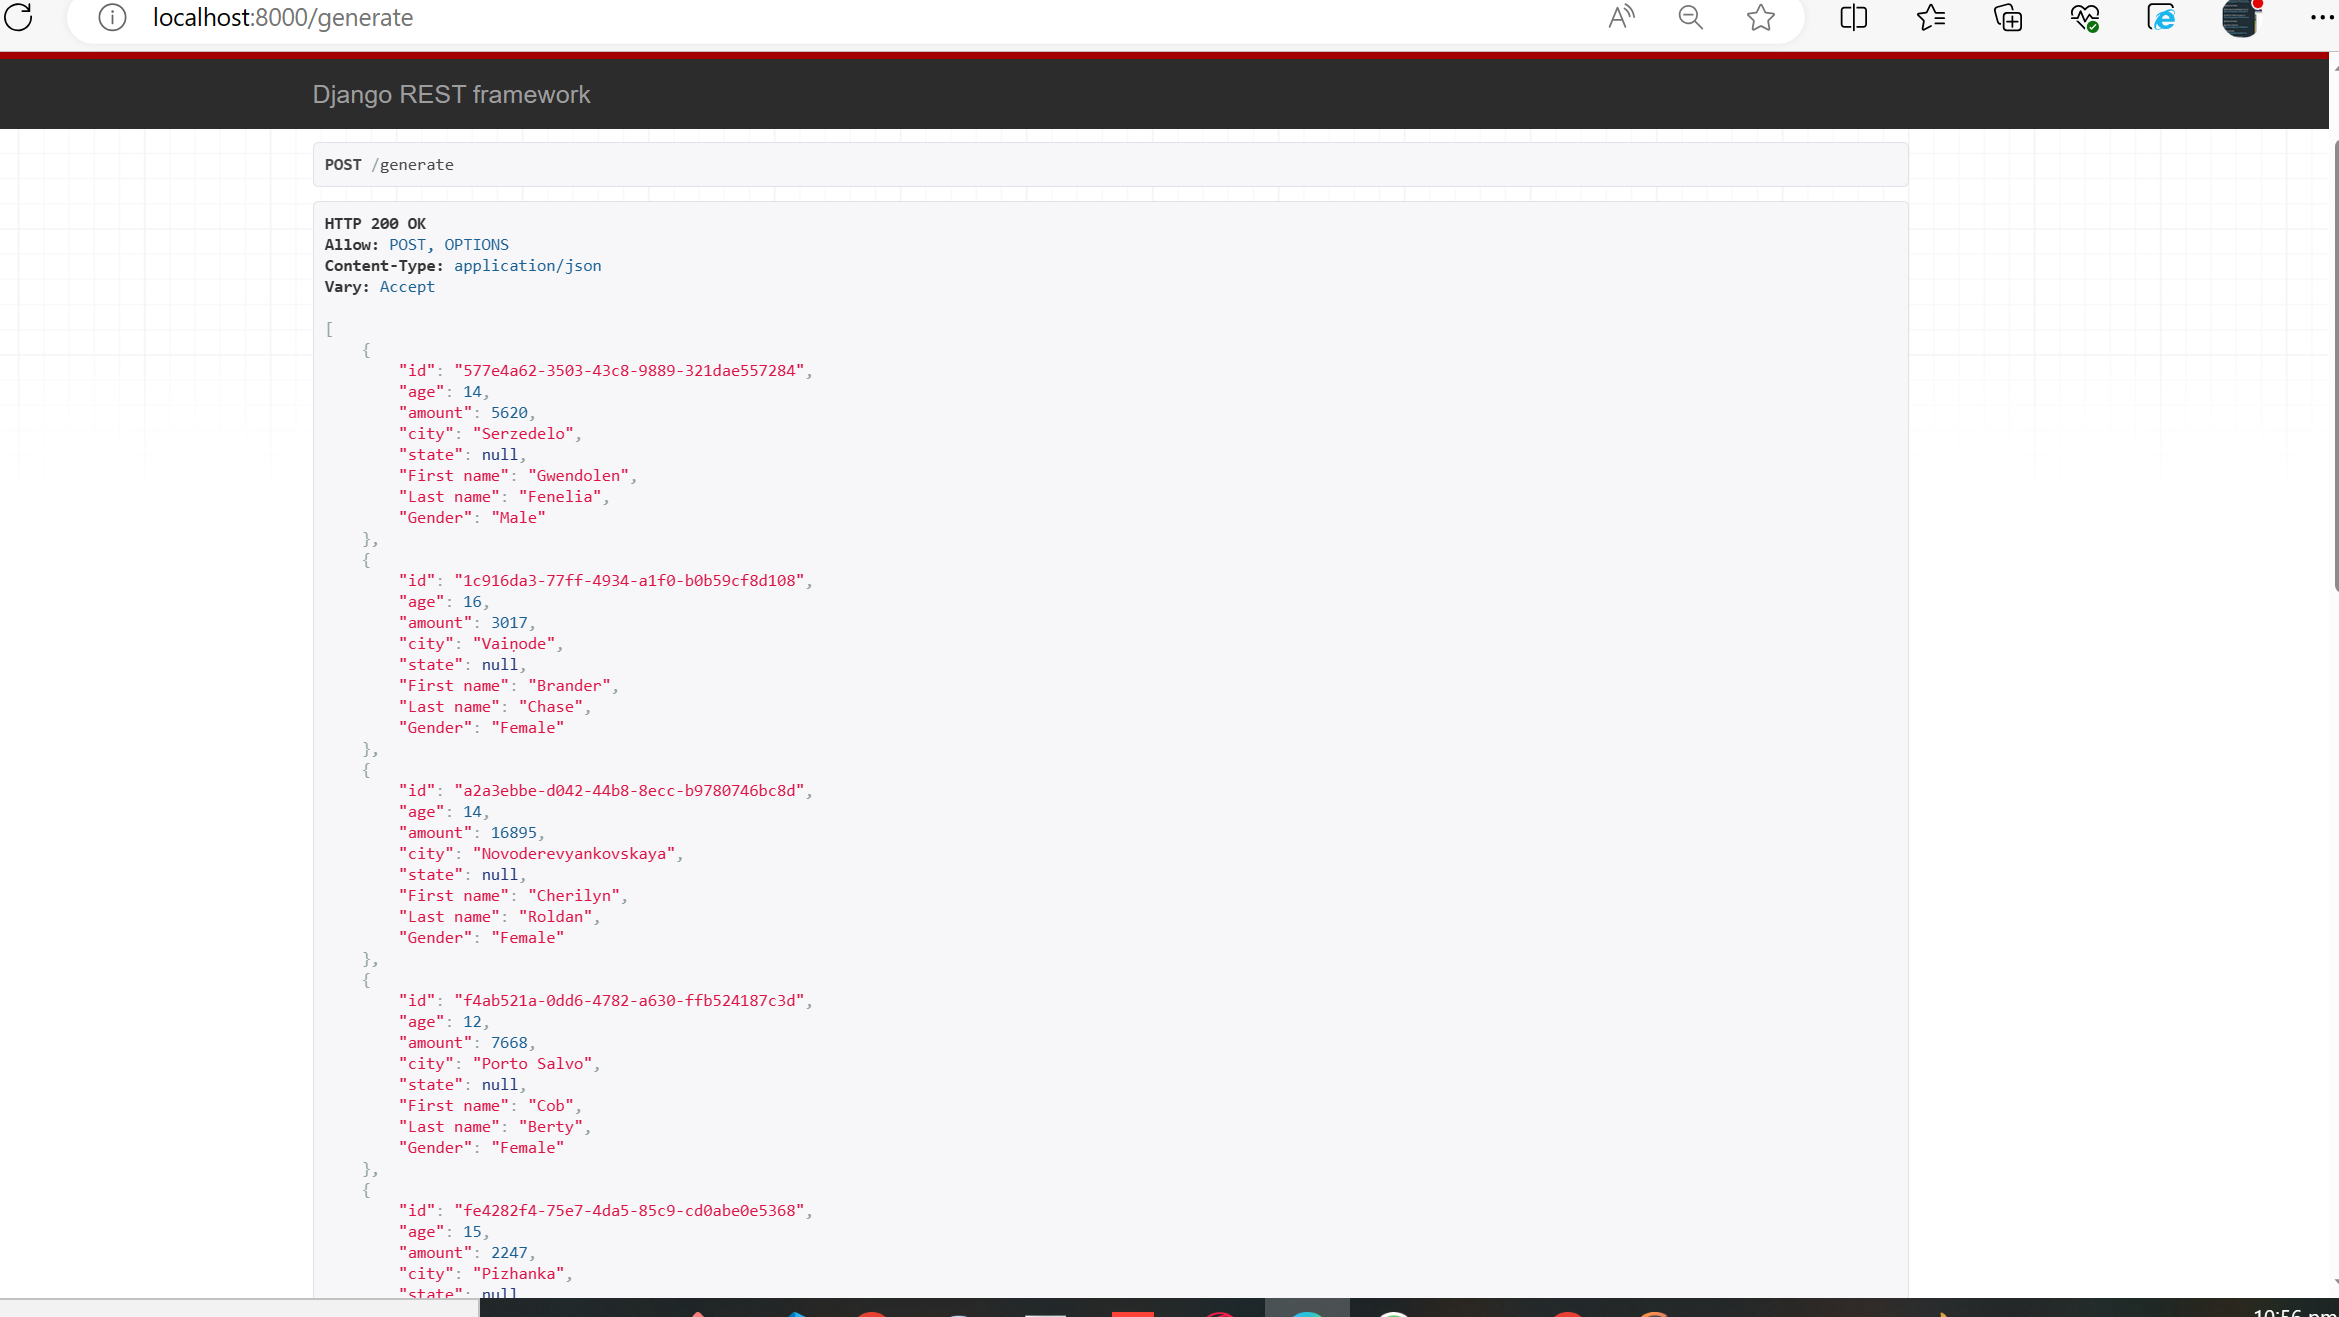 localhost:8000/generate
Django REST framework
POST /generate
HTTP 200 OK
Allow: POST, OPTIONS
Content-Type: application/json
Vary: Accept
[
{
"id": "577e4a62-3503-43c8-9889-321dae557284",
"age": 14,
"amount": 5620,
"city": "Serzedelo",
"state": null,
"First name": "Gwendolen",
"Last name": "Fenelia",
"Gender": "Male"
},
{
"id": "1c916da3-77ff-4934-a1f0-b0b59cf8d108",
"age": 16,
"amount": 3017,
"city": "Vaiņode",
"state": null,
"First name": "Brander",
"Last name": "Chase",
"Gender": "Female"
},
{
"id": "a2a3ebbe-d042-44b8-8ecc-b9780746bc8d",
"age": 14,
"amount": 16895,
"city": "Novoderevyankovskaya",
"state": null,
"First name": "Cherilyn",
"Last name": "Roldan",
"Gender": "Female"
},
{
"id": "f4ab521a-0dd6-4782-a630-ffb524187c3d",
"age": 12,
"amount": 7668,
"city": "Porto Salvo",
"state": null,
"First name": "Cob",
"Last name": "Berty",
"Gender": "Female"
},
{
"id": "fe4282f4-75e7-4da5-85c9-cd0abe0e5368",
"age": 15,
"amount": 2247,
"city": "Pizhanka",
"state": null
10:56 pm